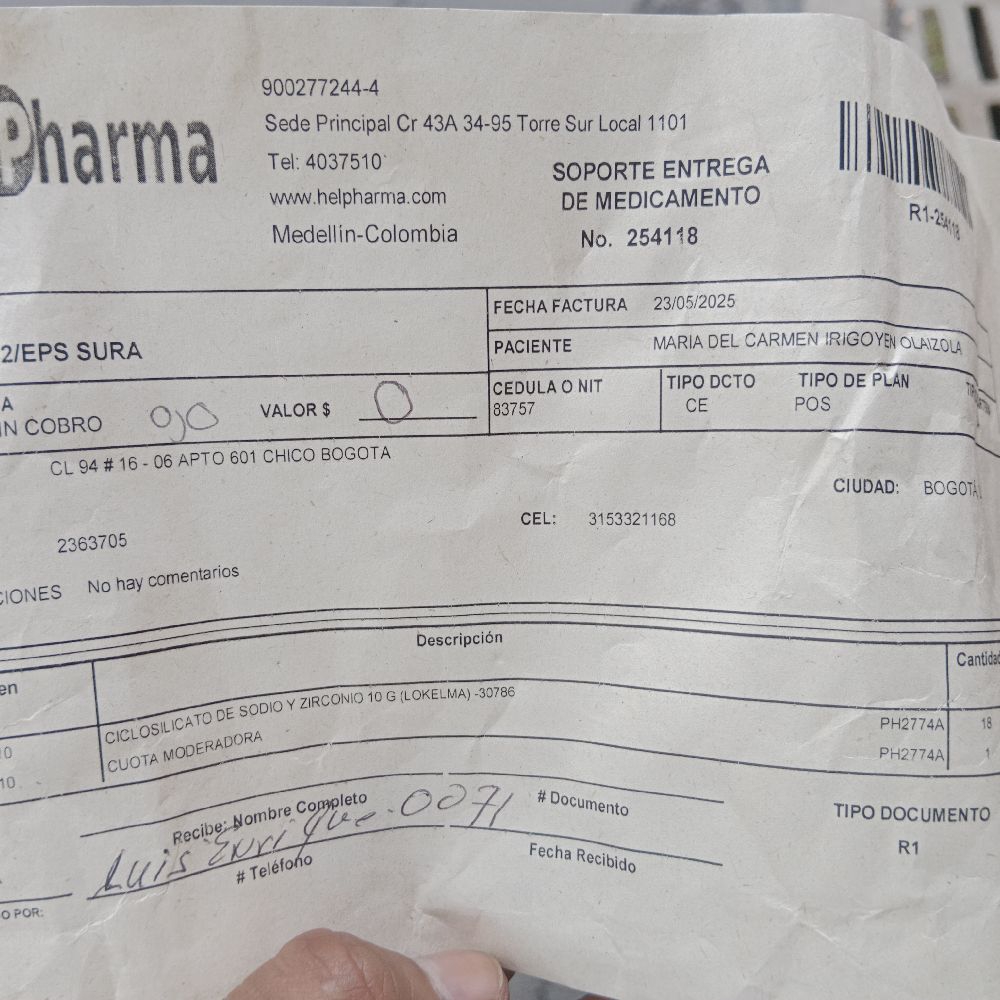 Pharma
900277244-4
Sede Principal Cr 43A 34-95 Torre Sur Local 1101
Tel: 4037510
www.helpharma.com
Medellin-Colombia
SOPORTE ENTREGA
DE MEDICAMENTO
No. 254118
R1-254118
FECHA FACTURA 23/05/2025
2/EPS SURA
PACIENTE MARIA DEL CARMEN IRIGOYEN OLAIZOLA
A
IN COBRO
VALOR $ 0
CEDULA O NIT
83757
TIPO DCTO
CE
TIPO DE PLAN
POS
CL 94 # 16 - 06 APTO 601 CHICO BOGOTA
CIUDAD: BOGOTÁ
CEL: 3153321168
2363705
CIONES No hay comentarios
Descripción
Cantidad
en
CICLOSILICATO DE SODIO Y ZIRCONIO 10 G (LOKELMA) -30786 PH2774A 18
10
CUOTA MODERADORA PH2774A 1
10.
Recibe: Nombre Completo
# Documento
TIPO DOCUMENTO
R1
Luis Enrique 0071
# Teléfono
Fecha Recibido
O POR: